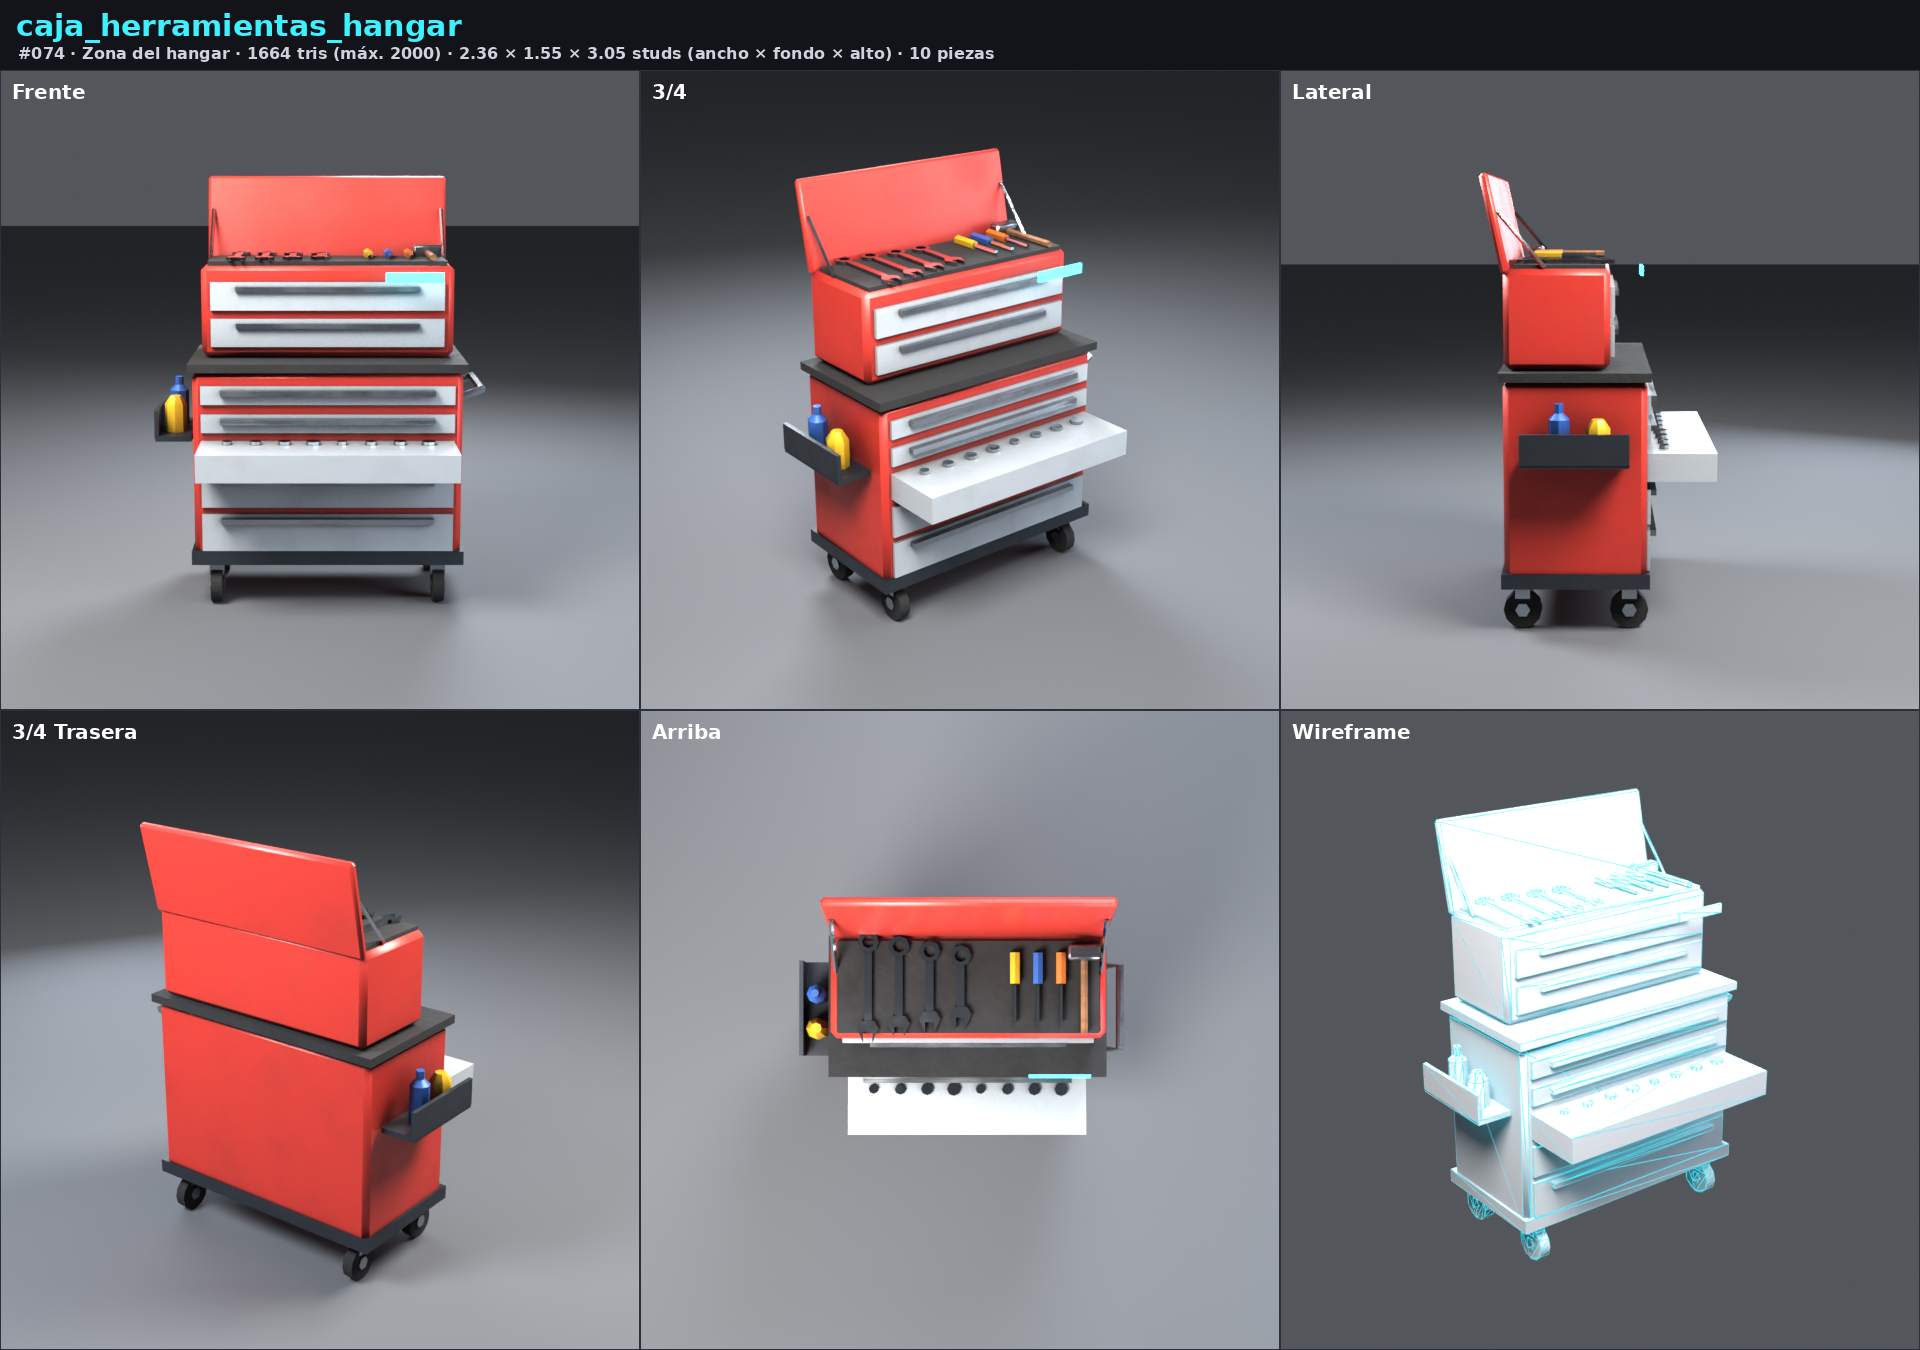 caja_herramientas_hangar
#074 · Zona del hangar · 1664 tris (máx. 2000) · 2.36 × 1.55 × 3.05 studs (ancho × fondo × alto) · 10 piezas
Frente
3/4
Lateral
3/4 Trasera
Arriba
Wireframe